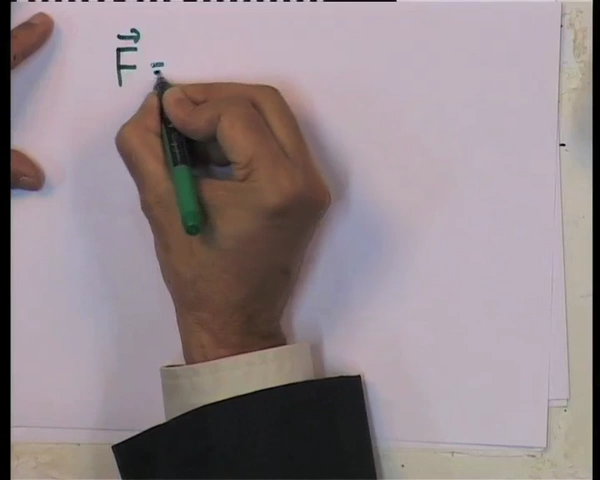 F⃗ =